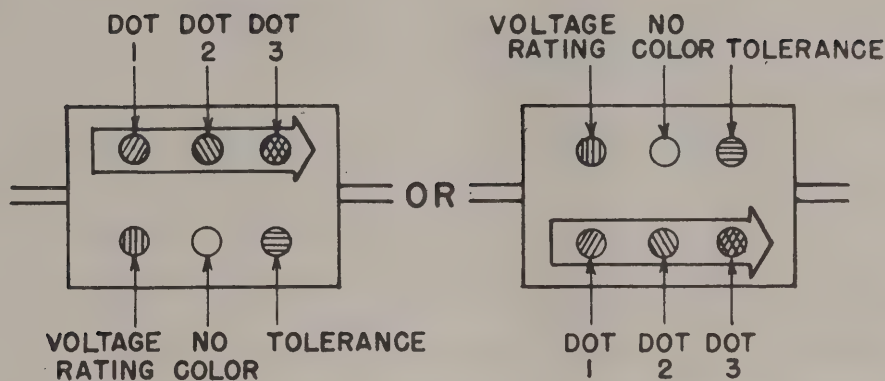 DOT DOT DOT
1 2 3
VOLTAGE NO
RATING COLOR TOLERANCE
OR
VOLTAGE NO TOLERANCE
RATING COLOR
DOT DOT DOT
1 2 3